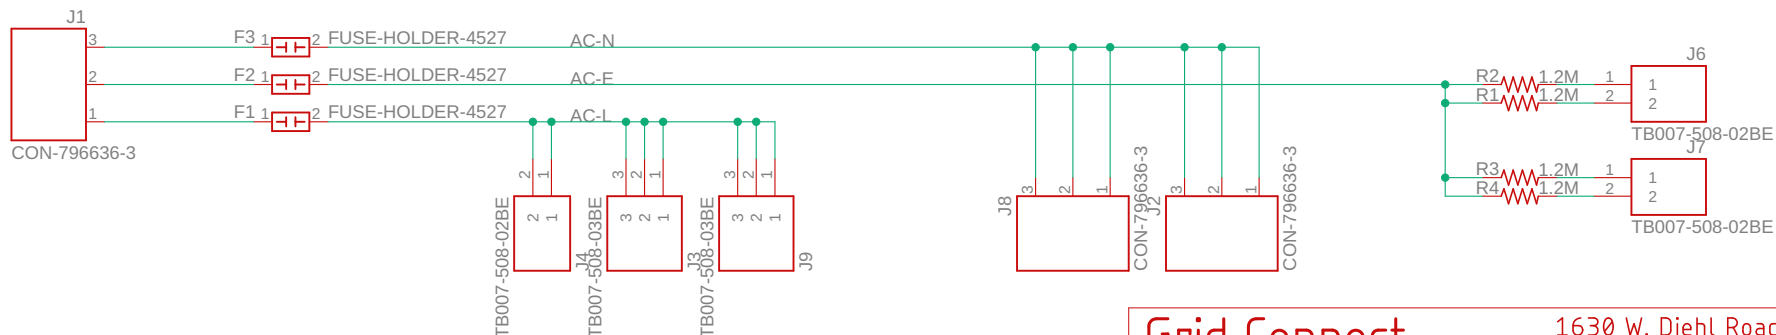 J1
3
2
1
CON-796636-3
F3 1 2 FUSE-HOLDER-4527 AC-N
F2 1 2 FUSE-HOLDER-4527 AC-E
F1 1 2 FUSE-HOLDER-4527 AC-L
2 1
2 1
TB007-508-02BE
J4
3 2 1
3 2 1
TB007-508-03BE
J3
3 2 1
3 2 1
TB007-508-03BE
J9
J8
3 2 1
CON-796636-3
J2
3 2 1
CON-796636-3
J6
R2 1.2M 1 1
R1 1.2M 2 2
TB007-508-02BE
J7
R3 1.2M 1 1
R4 1.2M 2 2
TB007-508-02BE
Grid Connect
1630 W. Diehl Road